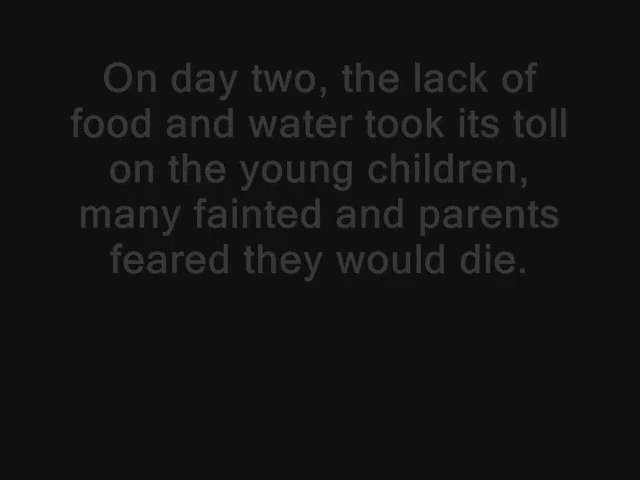 On day two, the lack of
food and water took its toll
on the young children,
many fainted and parents
feared they would die.